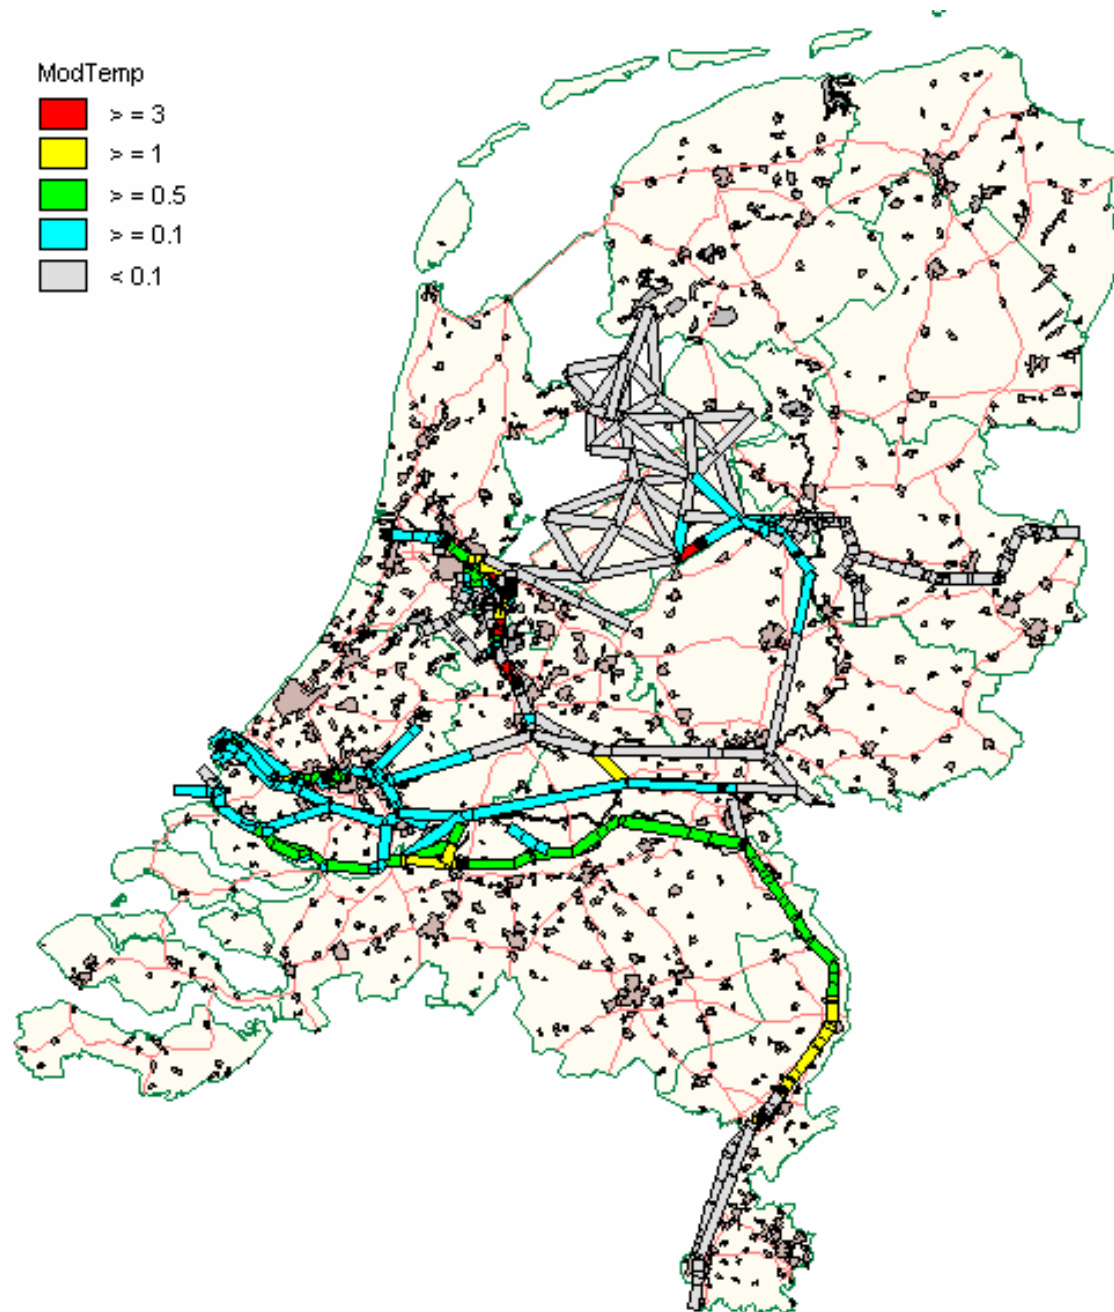 ModTemp
> = 3
> = 1
> = 0.5
> = 0.1
< 0.1